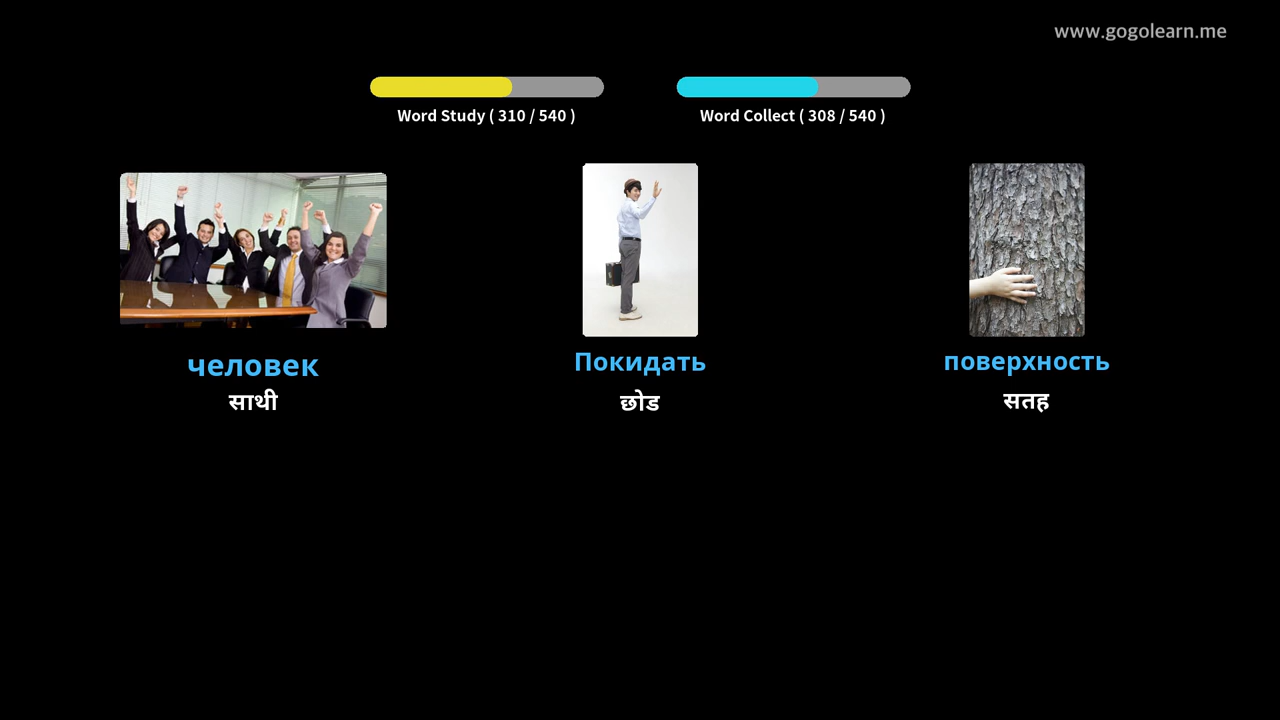 www.gogolearn.me
Word Study ( 310 / 540 )
Word Collect ( 308 / 540 )
человек
Покидать
поверхность
साथी
छोड
सतह